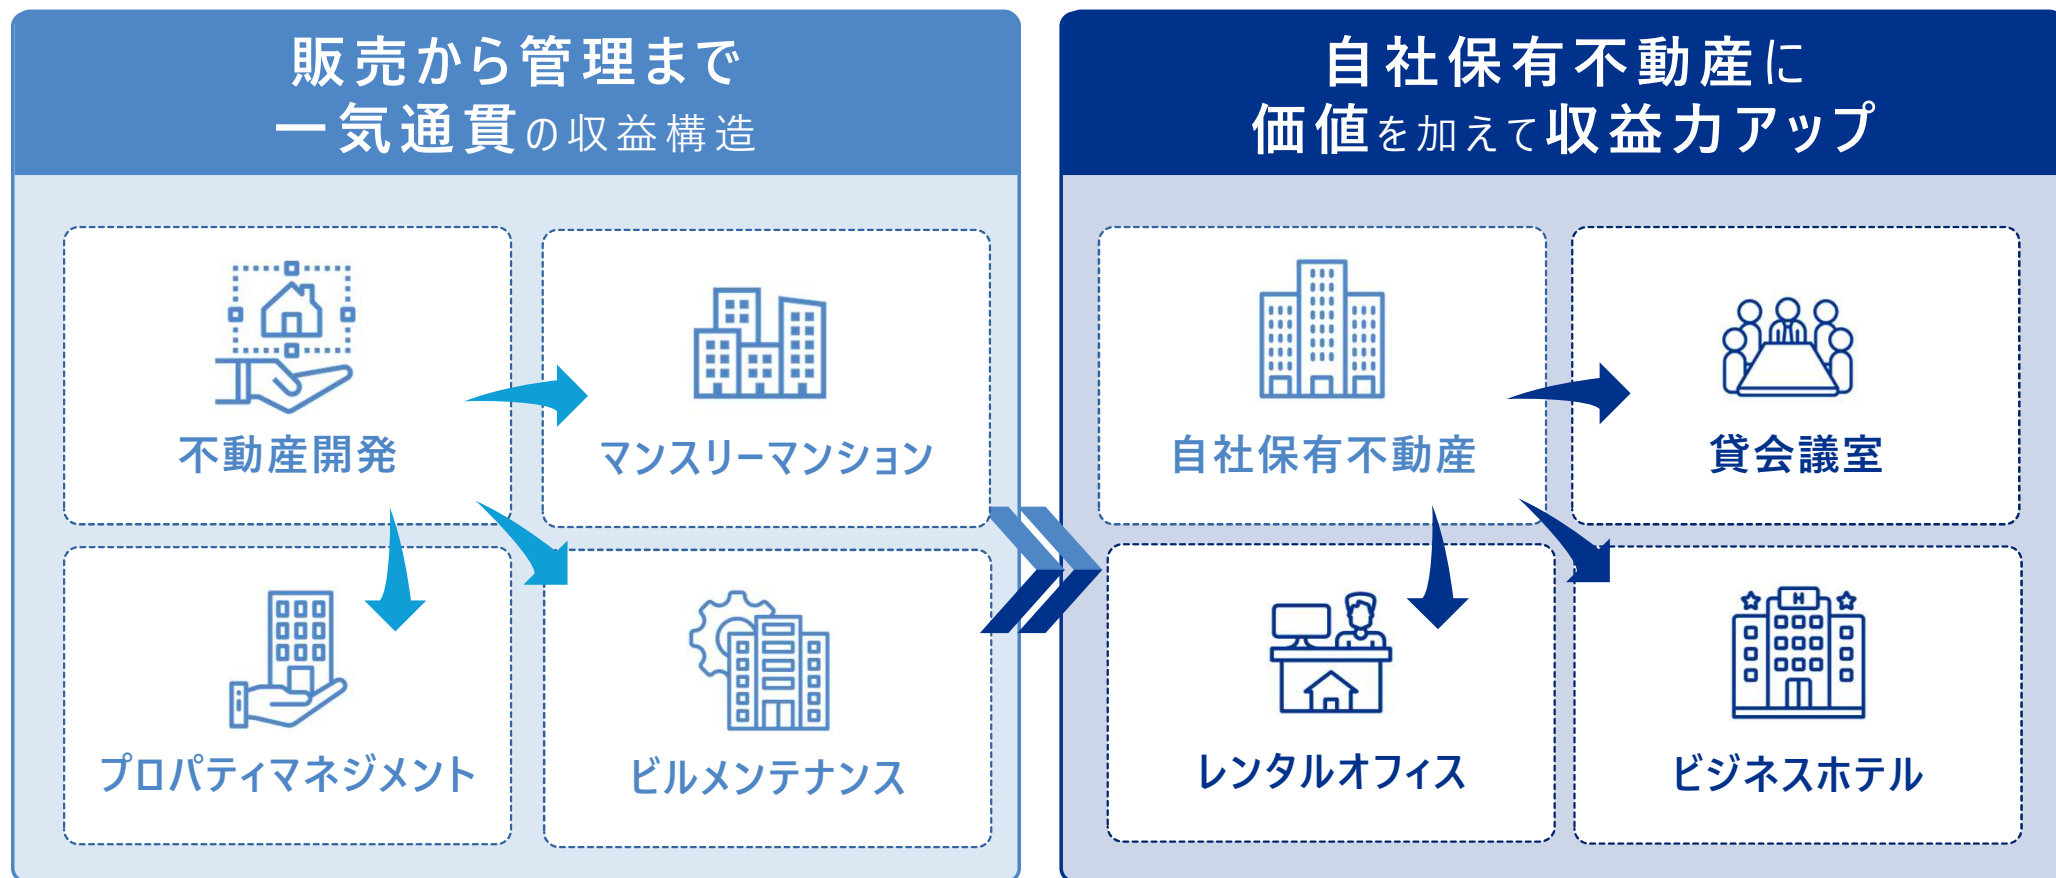 販売から管理まで
一気通貫の収益構造
不動産開発
マンスリーマンション
プロパティマネジメント
ビルメンテナンス
自社保有不動産に
価値を加えて収益力アップ
自社保有不動産
貸会議室
レンタルオフィス
H
ビジネスホテル